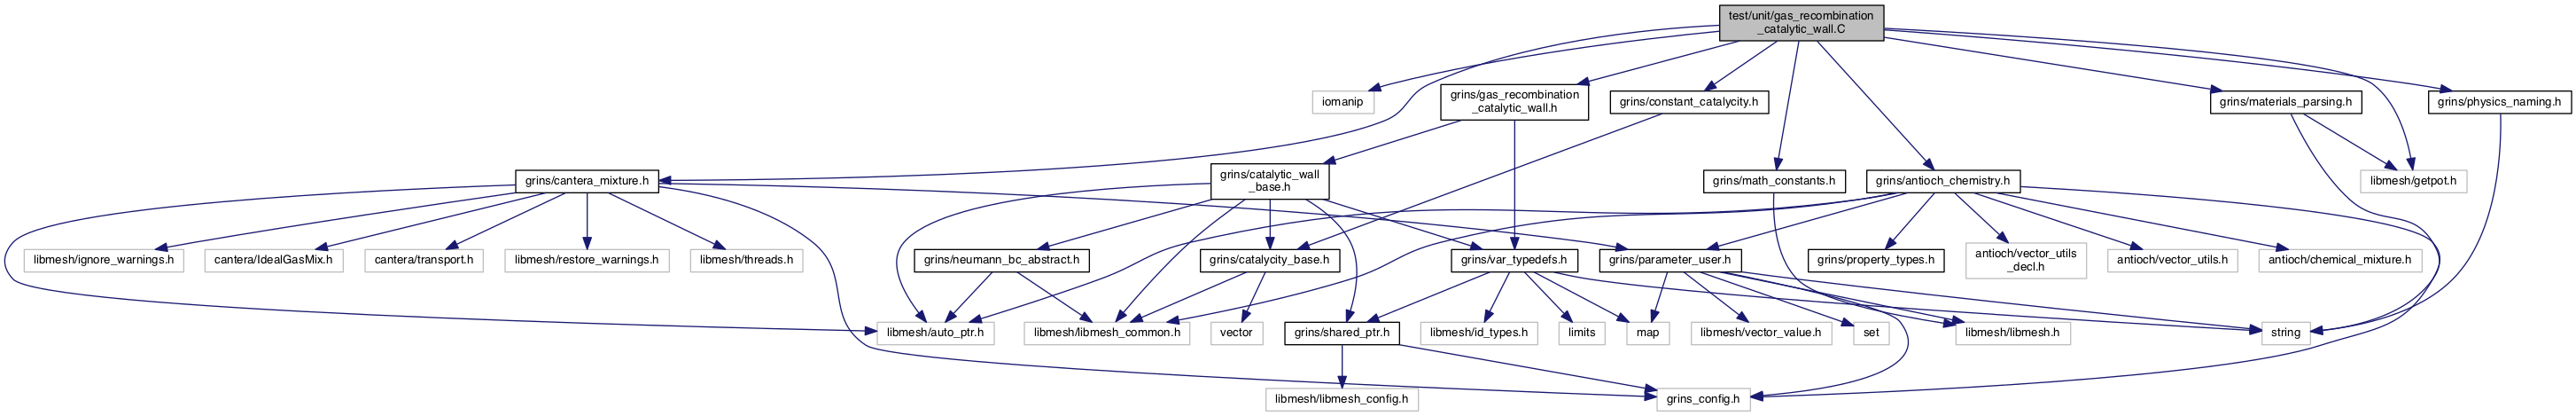 test/unit/gas_recombination
_catalytic_wall.C
iomanip
grins/gas_recombination
_catalytic_wall.h
grins/constant_catalycity.h
grins/materials_parsing.h
grins/physics_naming.h
grins/cantera_mixture.h
grins/catalytic_wall
_base.h
grins/math_constants.h
grins/antioch_chemistry.h
libmesh/getpot.h
libmesh/ignore_warnings.h
cantera/IdealGasMix.h
cantera/transport.h
libmesh/restore_warnings.h
libmesh/threads.h
grins/neumann_bc_abstract.h
grins/catalycity_base.h
grins/var_typedefs.h
grins/parameter_user.h
grins/property_types.h
antioch/vector_utils
_decl.h
antioch/vector_utils.h
antioch/chemical_mixture.h
libmesh/auto_ptr.h
libmesh/libmesh_common.h
vector
grins/shared_ptr.h
libmesh/id_types.h
limits
map
libmesh/vector_value.h
set
libmesh/libmesh.h
string
libmesh/libmesh_config.h
grins_config.h